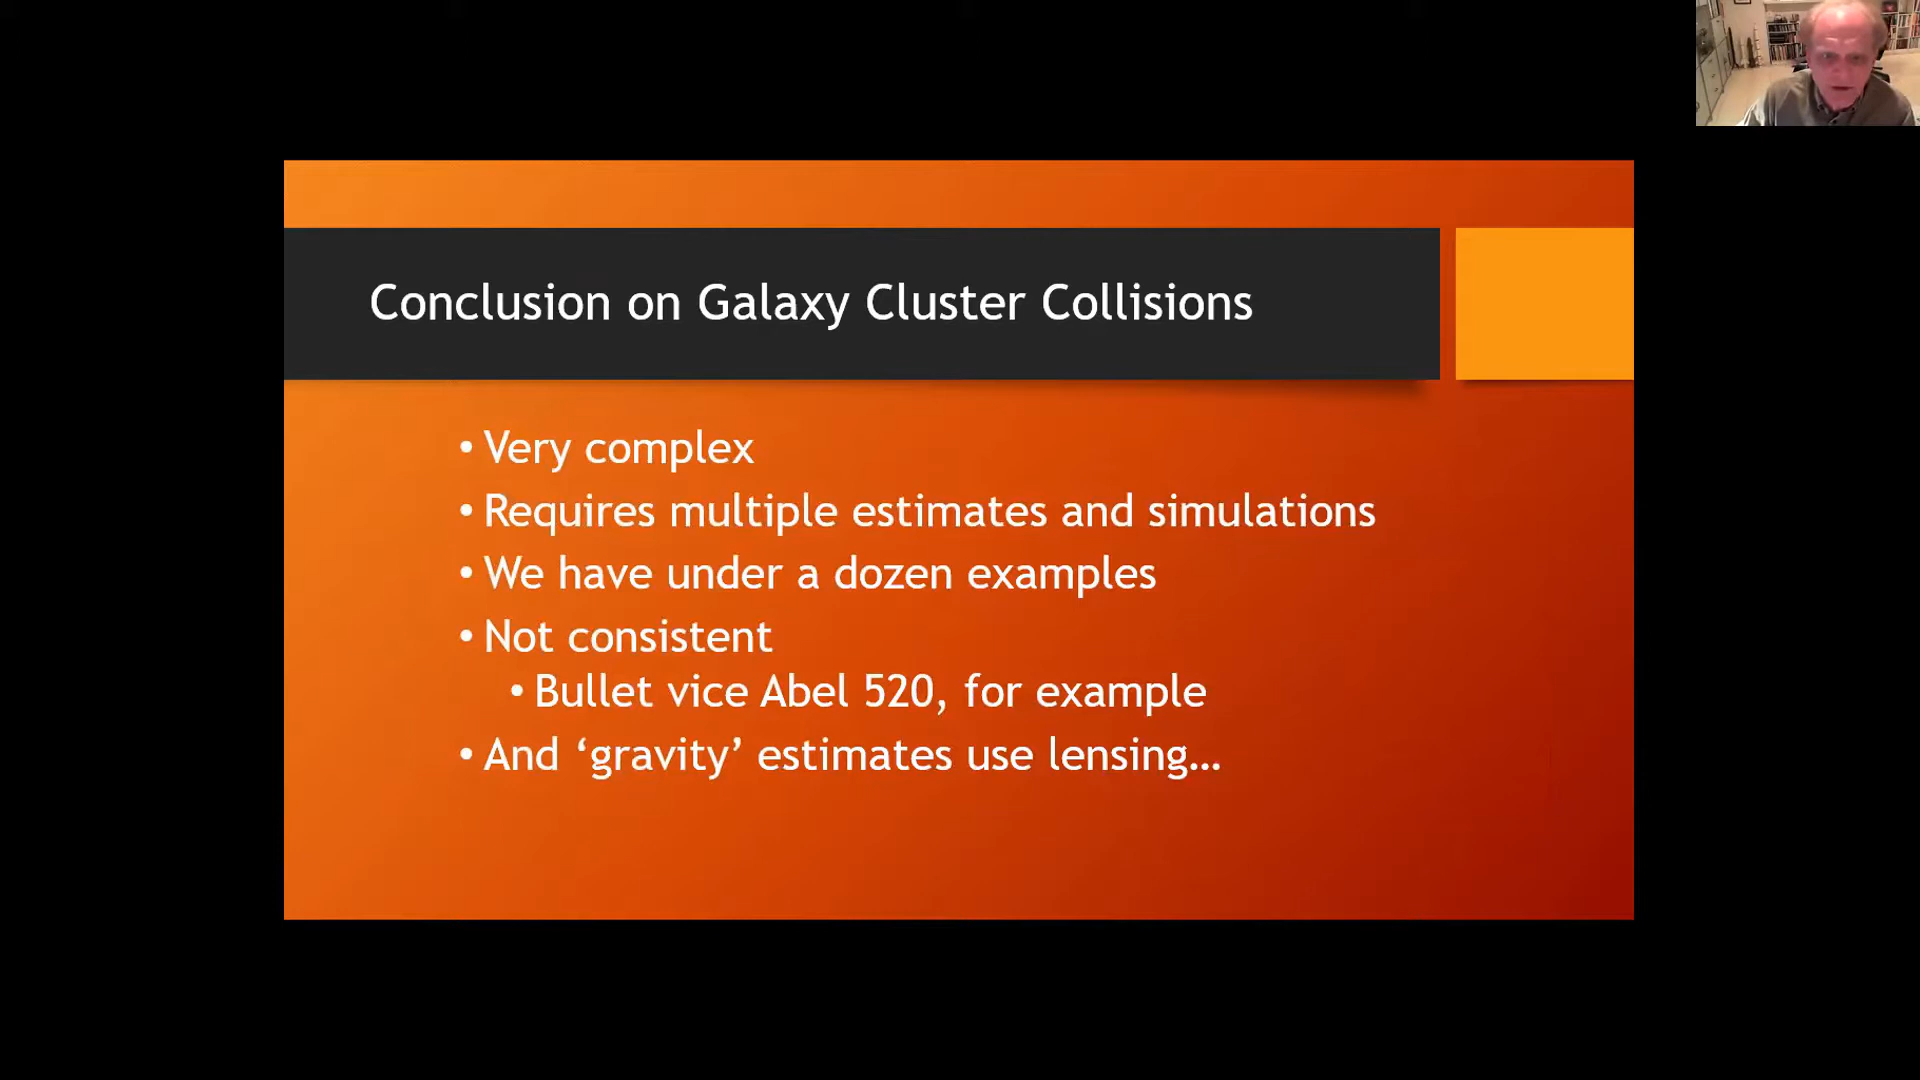 Conclusion on Galaxy Cluster Collisions
• Very complex
• Requires multiple estimates and simulations
• We have under a dozen examples
• Not consistent
• Bullet vice Abel 520, for example
• And ‘gravity’ estimates use lensing…